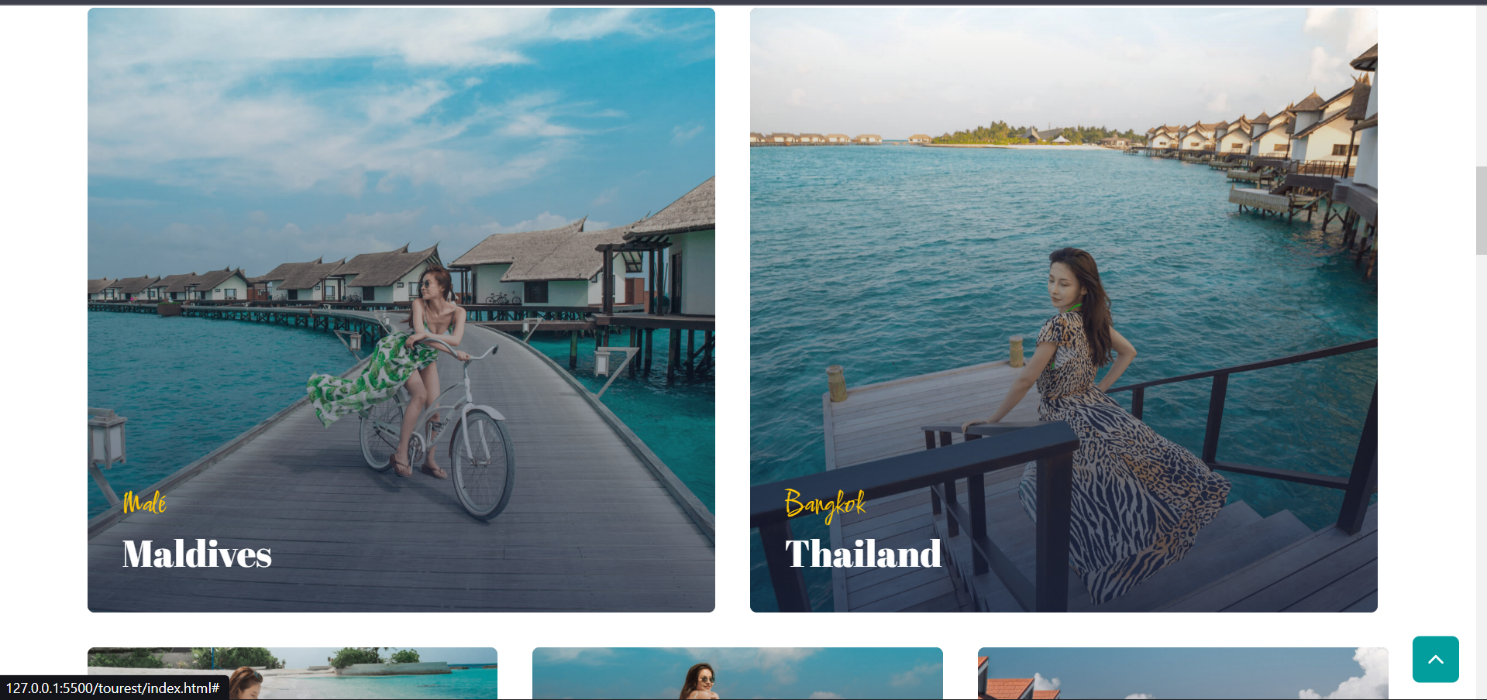 Malé
Maldives
Bangkok
Thailand
127.0.0.1:5500/tourest/index.html#